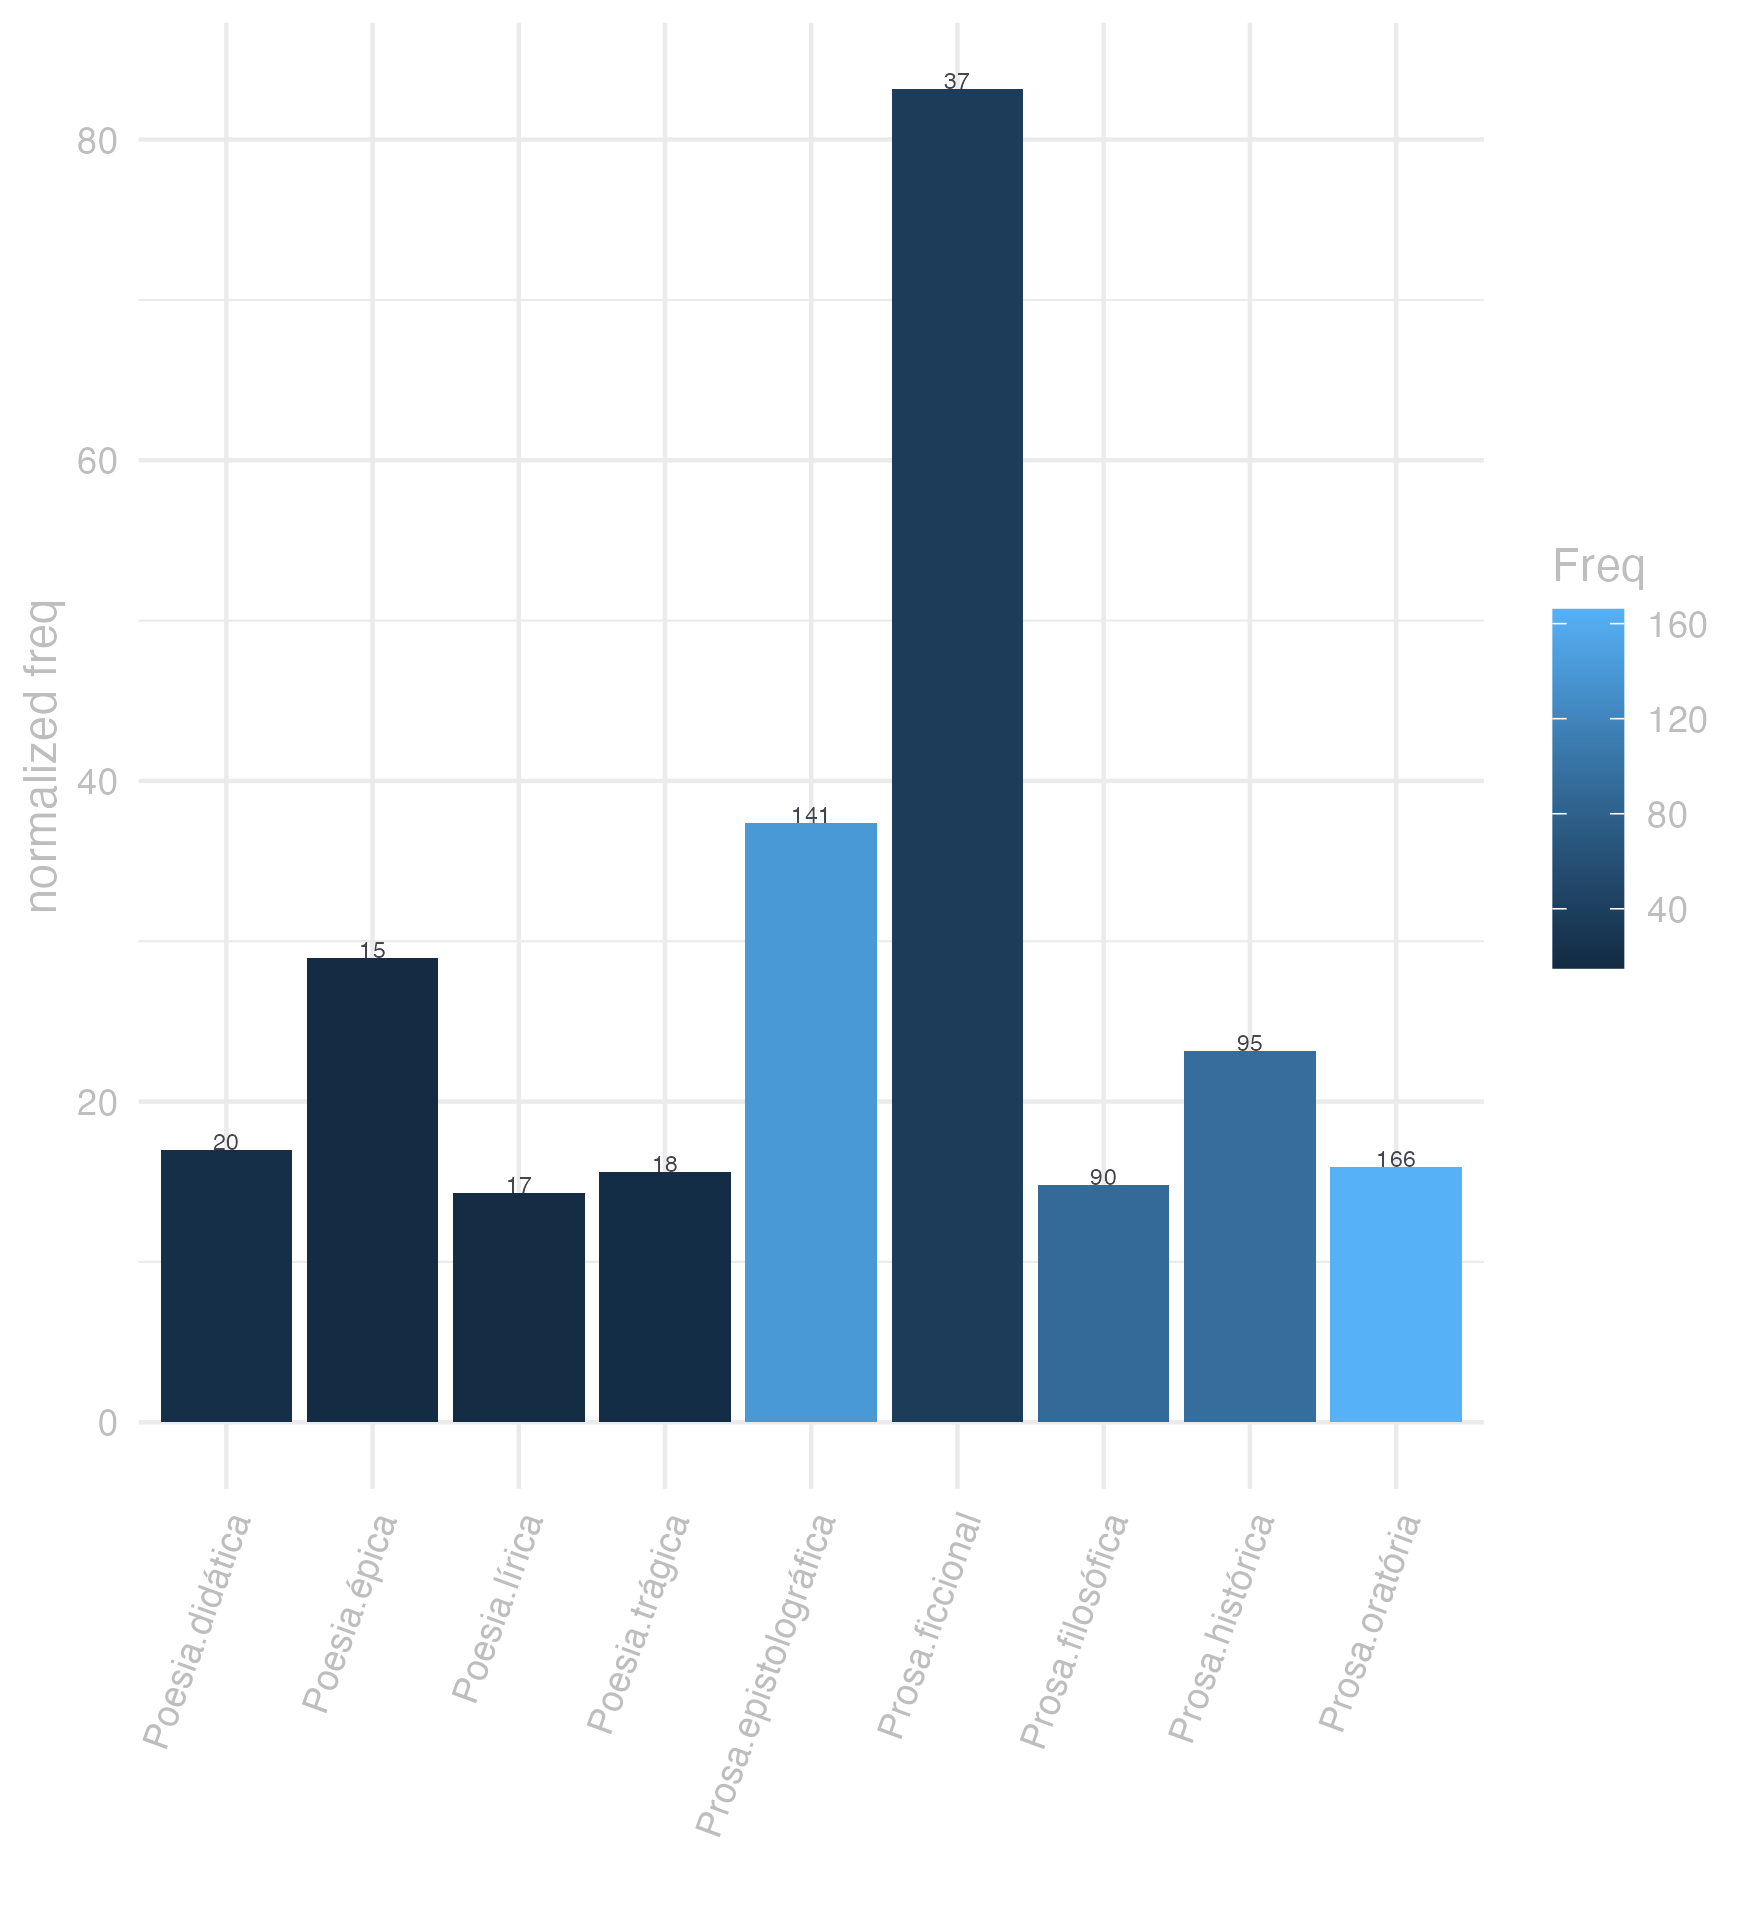 normalized freq
80
60
40
20
0
20
15
17
18
141
37
90
95
166
Poesia.didática
Poesia.épica
Poesia.lírica
Poesia.trágica
Prosa.epistolográfica
Prosa.ficcional
Prosa.filosófica
Prosa.histórica
Prosa.oratória
Freq
160
120
80
40